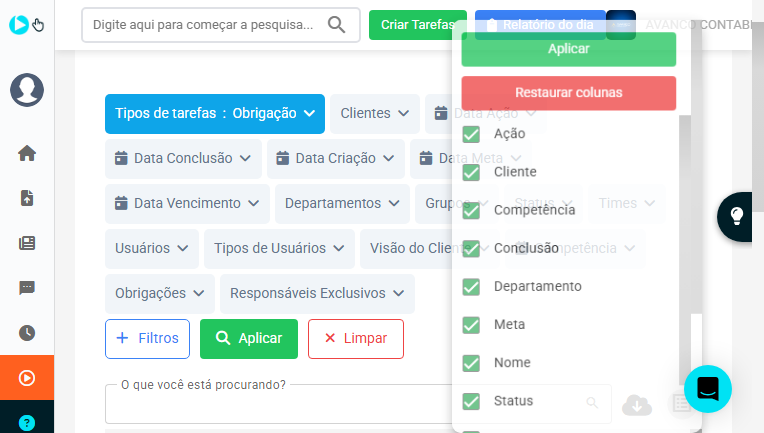 Digite aqui para começar a pesquisa...
Criar Tarefas
Relatório do dia
AVANCO CONTABI
Aplicar
Restaurar colunas
Tipos de tarefas : Obrigação
Clientes
Data Ação
Data Conclusão
Data Criação
Data Meta
Data Vencimento
Departamentos
Grupos
Status
Times
Usuários
Tipos de Usuários
Visão do Cliente
Competência
Obrigações
Responsáveis Exclusivos
Filtros
Aplicar
Limpar
O que você está procurando?
Ação
Cliente
Competência
Conclusão
Departamento
Meta
Nome
Status